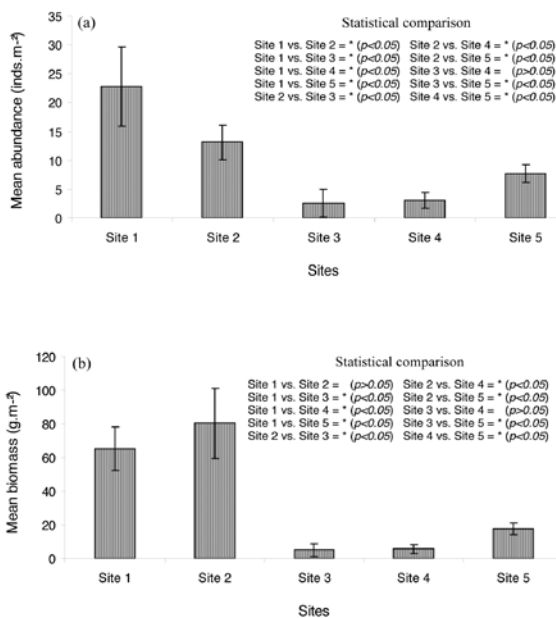 (a)
Statistical comparison
Site 1 vs. Site 2 = * (p<0.05) Site 2 vs. Site 4 = * (p<0.05)
Site 1 vs. Site 3 = * (p<0.05) Site 2 vs. Site 5 = * (p<0.05)
Site 1 vs. Site 4 = * (p<0.05) Site 3 vs. Site 4 = (p>0.05)
Site 1 vs. Site 5 = * (p<0.05) Site 3 vs. Site 5 = * (p<0.05)
Site 2 vs. Site 3 = * (p<0.05) Site 4 vs. Site 5 = * (p<0.05)
Mean abundance (inds.m-²)
35
30
25
20
15
10
5
0
Site 1 Site 2 Site 3 Site 4 Site 5
Sites
(b)
Statistical comparison
Site 1 vs. Site 2 = (p>0.05) Site 2 vs. Site 4 = * (p<0.05)
Site 1 vs. Site 3 = * (p<0.05) Site 2 vs. Site 5 = * (p<0.05)
Site 1 vs. Site 4 = * (p<0.05) Site 3 vs. Site 4 = (p>0.05)
Site 1 vs. Site 5 = * (p<0.05) Site 3 vs. Site 5 = * (p<0.05)
Site 2 vs. Site 3 = * (p<0.05) Site 4 vs. Site 5 = * (p<0.05)
Mean biomass (g.m-²)
120
100
80
60
40
20
0
Site 1 Site 2 Site 3 Site 4 Site 5
Sites